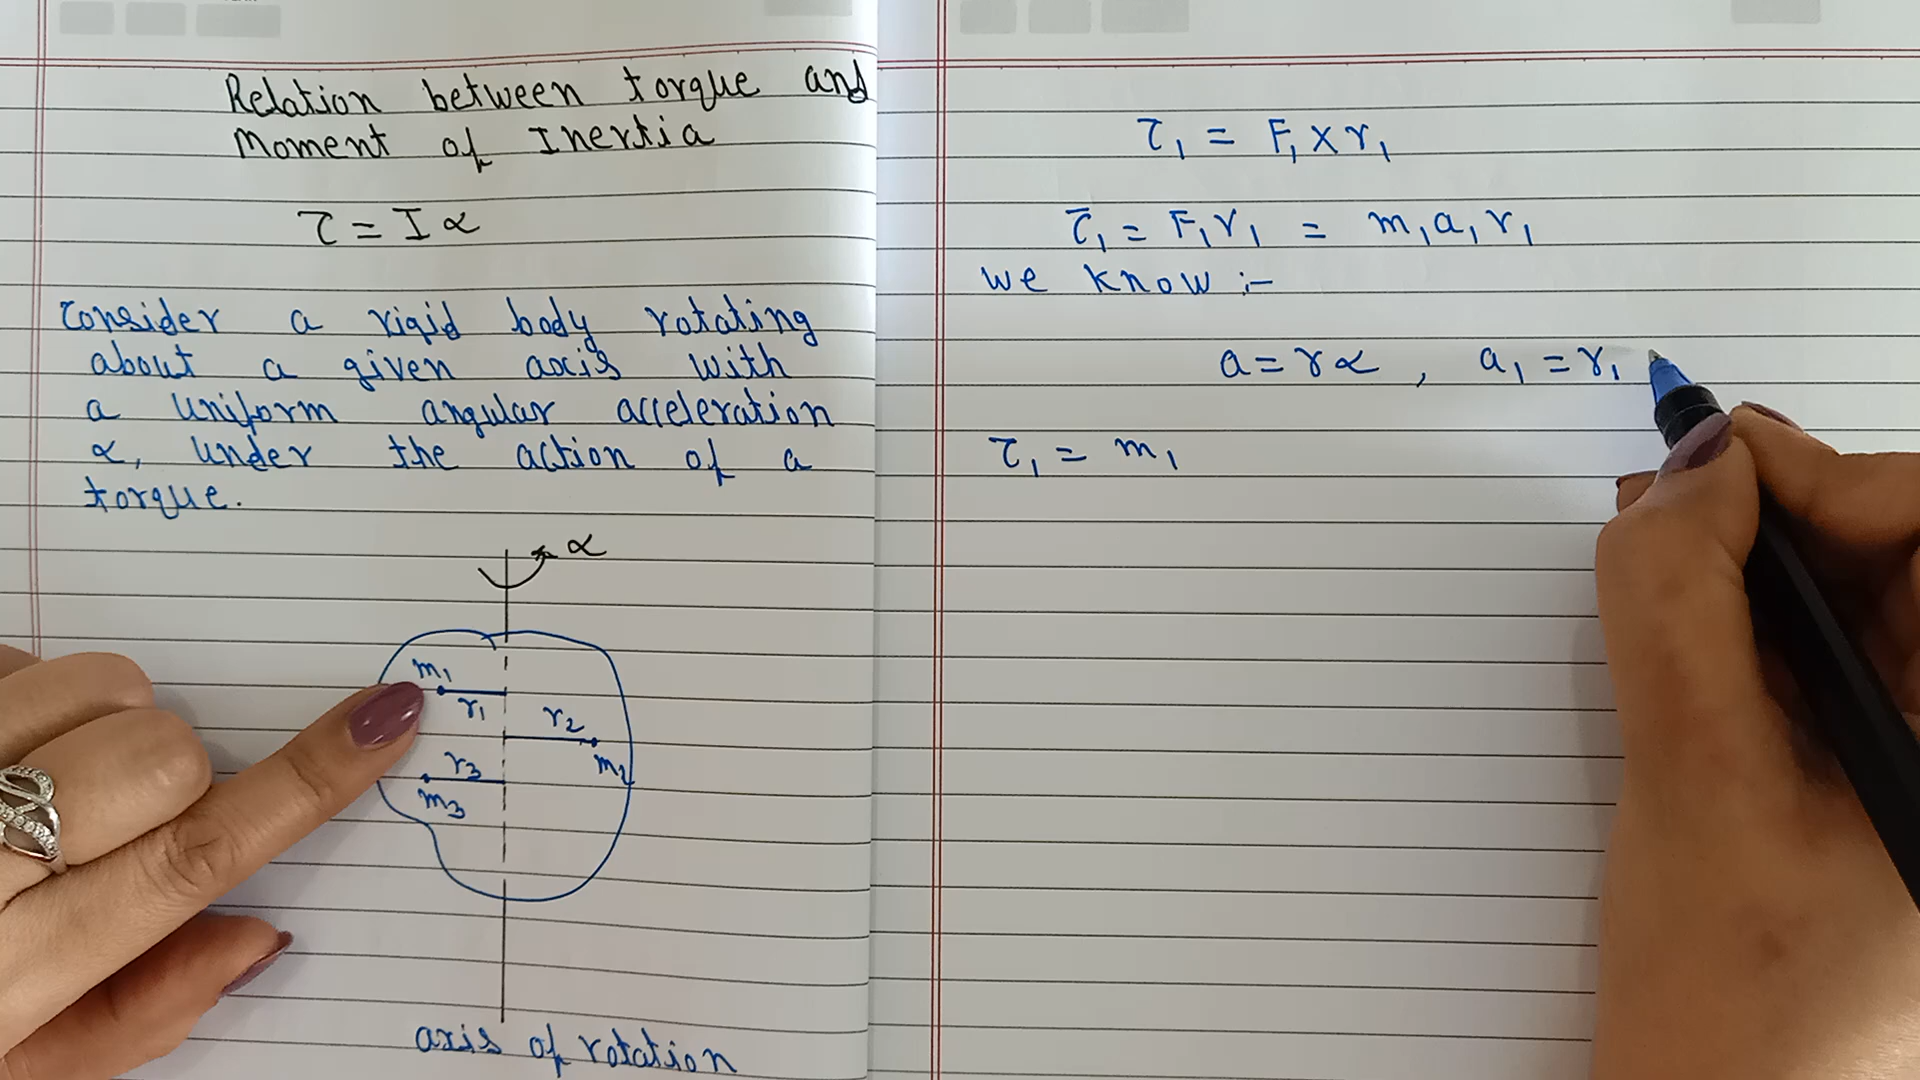 Relation between torque and
Moment of Inertia
τ = I α
Consider a rigid body rotating
about a given axis with
a uniform angular acceleration
α, under the action of a
torque.
α
m₁
r₁
r₂
m₂
r₃
m₃
axis of rotation
τ₁ = F₁ × r₁
τ₁ = F₁r₁ = m₁a₁r₁
we know :-
a = rα , a₁ = r₁
τ₁ = m₁